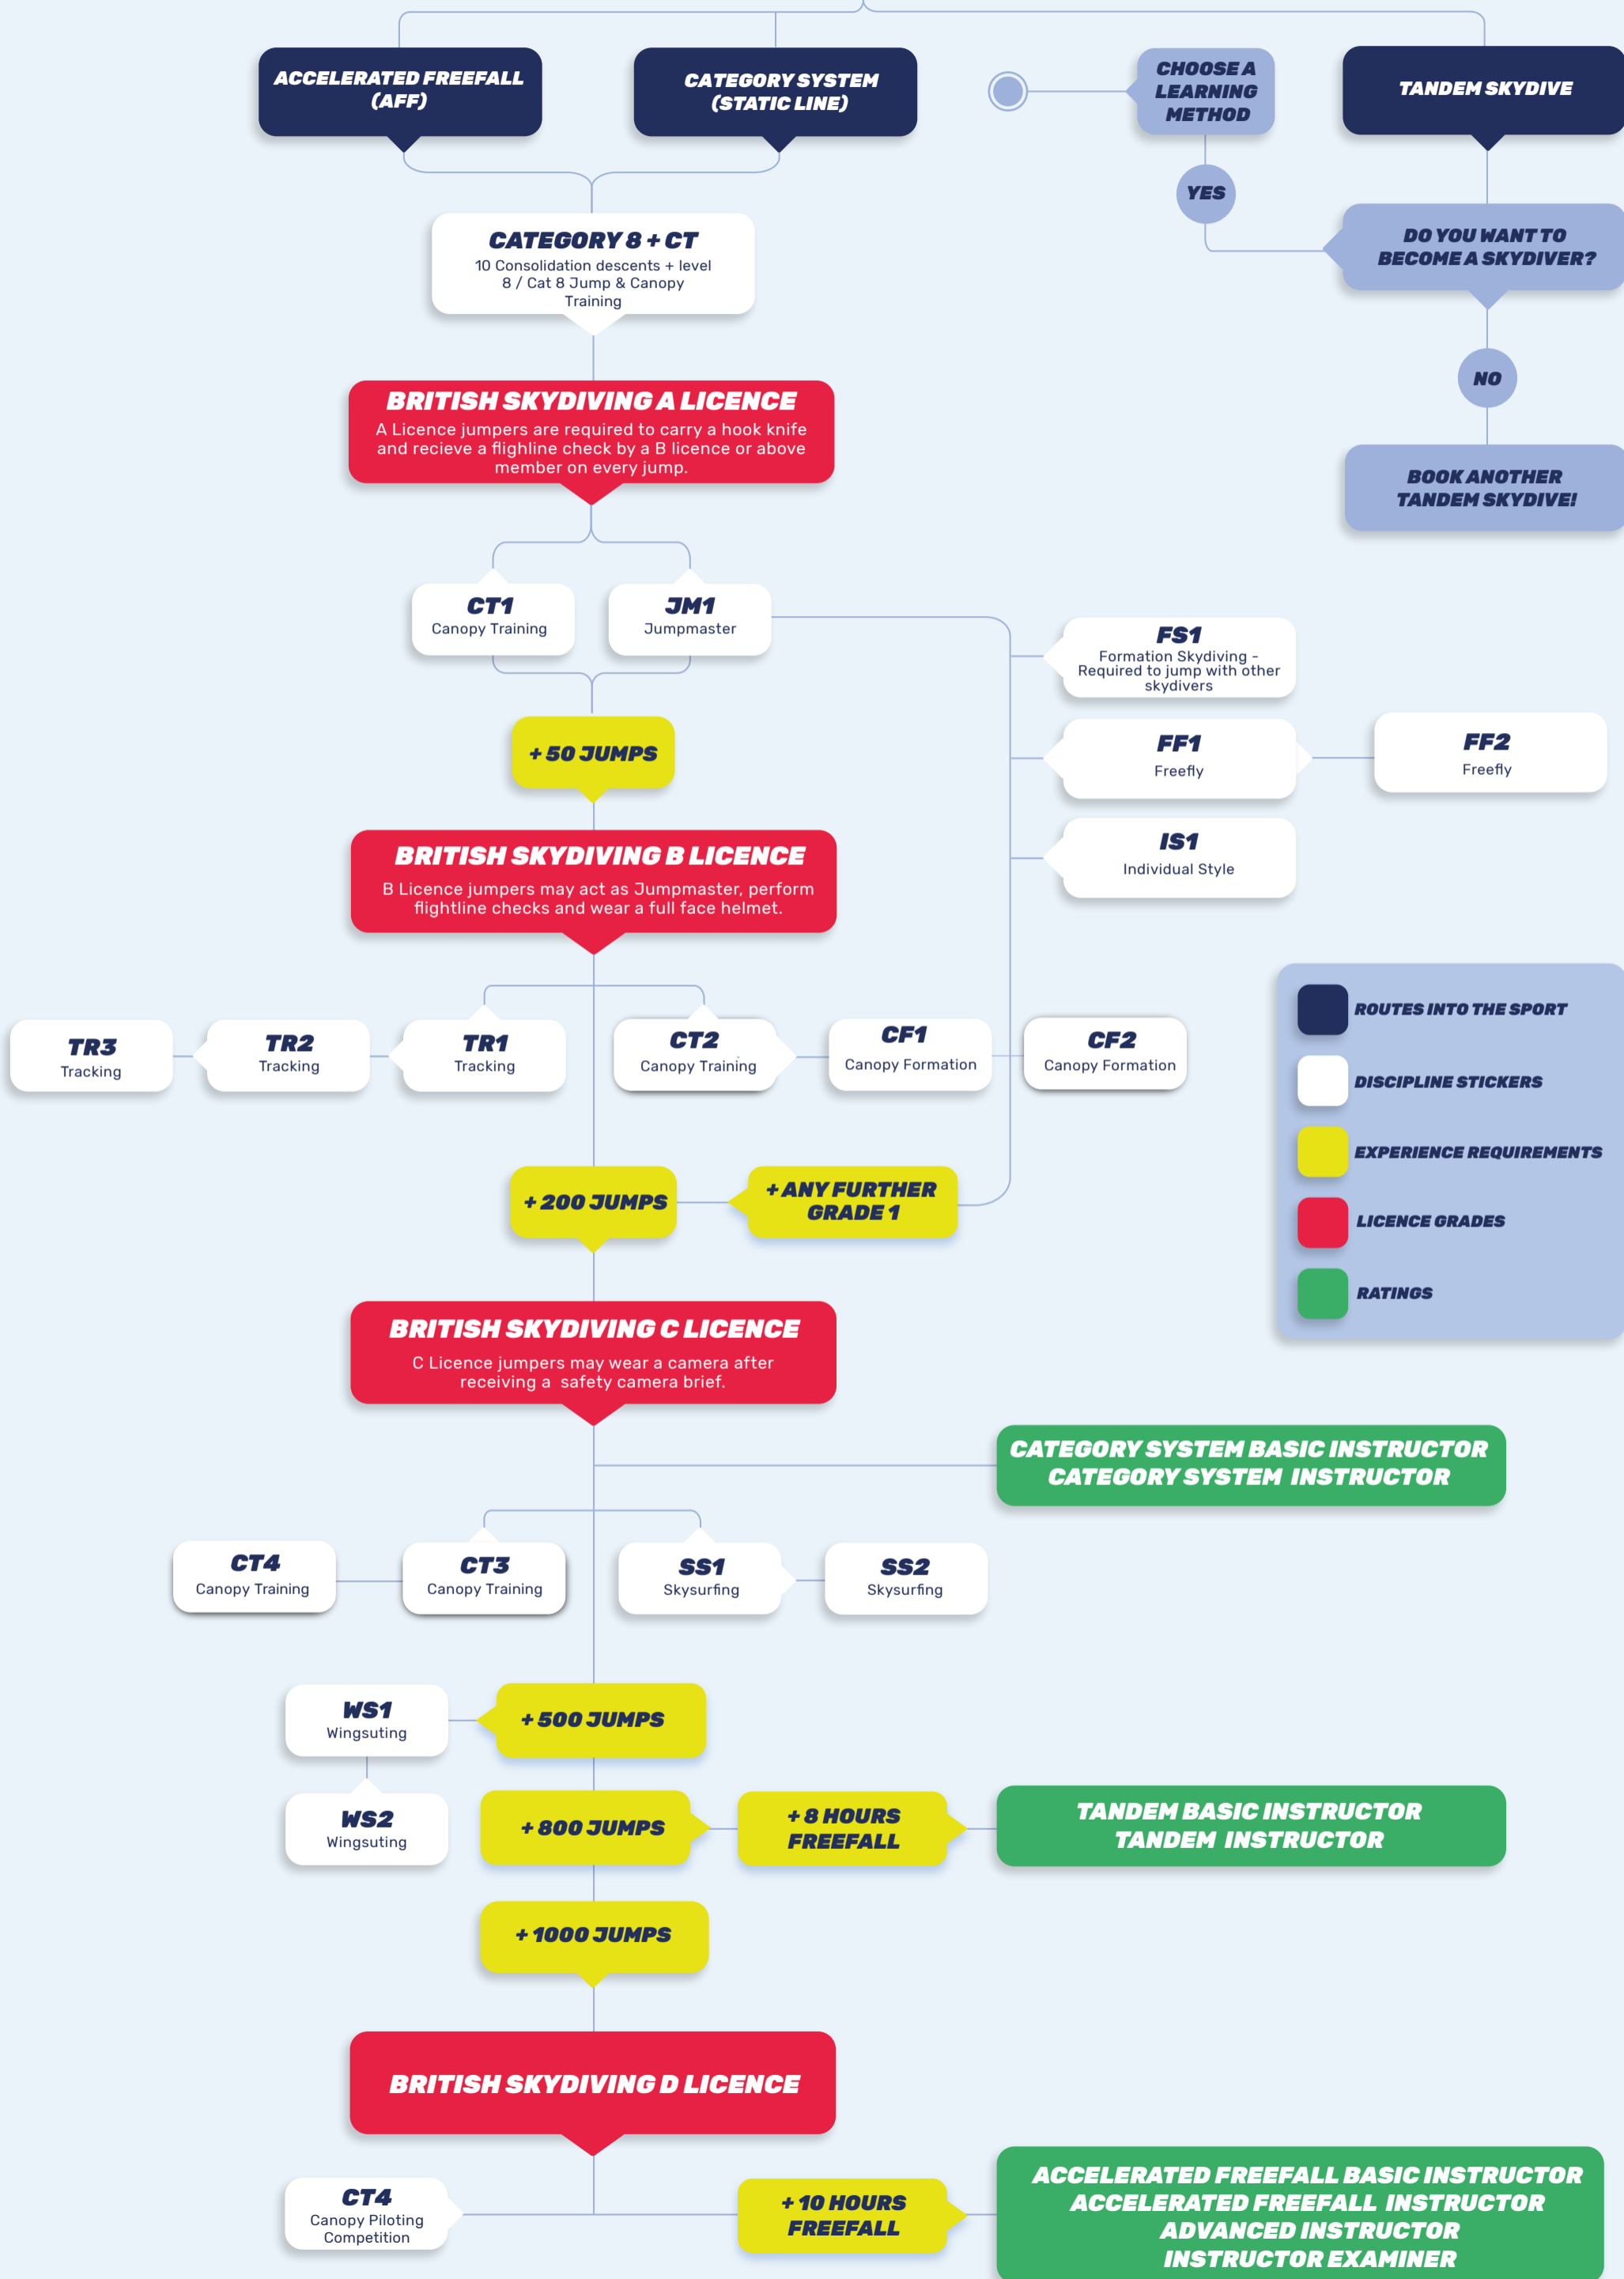 ACCELERATED FREEFALL
(AFF)
CATEGORY SYSTEM
(STATIC LINE)
CHOOSE A
LEARNING
METHOD
TANDEM SKYDIVE
YES
DO YOU WANT TO
BECOME A SKYDIVER?
CATEGORY 8 + CT
10 Consolidation descents + level
8 / Cat 8 Jump & Canopy
Training
NO
BRITISH SKYDIVING A LICENCE
A Licence jumpers are required to carry a hook knife
and recieve a flighline check by a B licence or above
member on every jump.
BOOK ANOTHER
TANDEM SKYDIVE!
CT1
Canopy Training
JM1
Jumpmaster
FS1
Formation Skydiving -
Required to jump with other
skydivers
+ 50 JUMPS
FF1
Freefly
FF2
Freefly
IS1
Individual Style
BRITISH SKYDIVING B LICENCE
B Licence jumpers may act as Jumpmaster, perform
flightline checks and wear a full face helmet.
TR3
Tracking
TR2
Tracking
TR1
Tracking
CT2
Canopy Training
CF1
Canopy Formation
CF2
Canopy Formation
ROUTES INTO THE SPORT
DISCIPLINE STICKERS
EXPERIENCE REQUIREMENTS
LICENCE GRADES
RATINGS
+ 200 JUMPS
+ ANY FURTHER
GRADE 1
BRITISH SKYDIVING C LICENCE
C Licence jumpers may wear a camera after
receiving a safety camera brief.
CATEGORY SYSTEM BASIC INSTRUCTOR
CATEGORY SYSTEM INSTRUCTOR
CT4
Canopy Training
CT3
Canopy Training
SS1
Skysurfing
SS2
Skysurfing
WS1
Wingsuting
+ 500 JUMPS
WS2
Wingsuting
+ 800 JUMPS
+ 8 HOURS
FREEFALL
TANDEM BASIC INSTRUCTOR
TANDEM INSTRUCTOR
+ 1000 JUMPS
BRITISH SKYDIVING D LICENCE
CT4
Canopy Piloting
Competition
+ 10 HOURS
FREEFALL
ACCELERATED FREEFALL BASIC INSTRUCTOR
ACCELERATED FREEFALL INSTRUCTOR
ADVANCED INSTRUCTOR
INSTRUCTOR EXAMINER